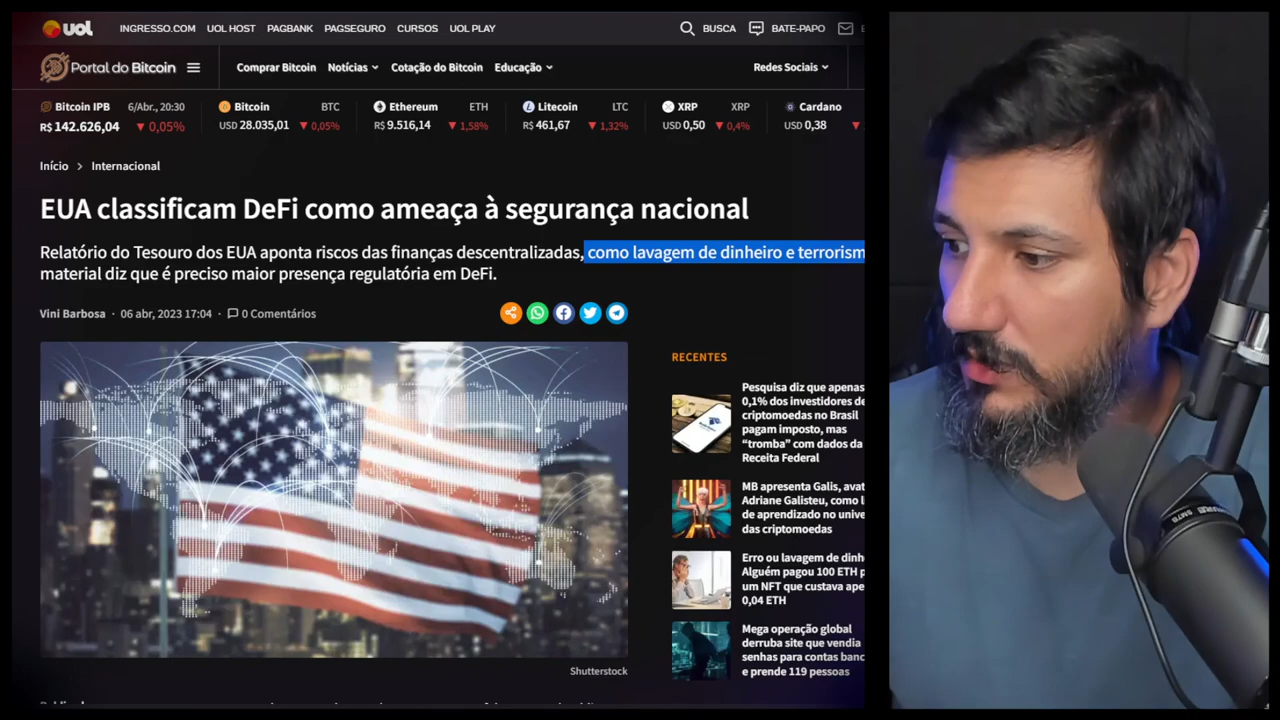 uol
INGRESSO.COM UOL HOST PAGBANK PAGSEGURO CURSOS UOL PLAY BUSCA BATE-PAPO
Portal do Bitcoin
Comprar Bitcoin Notícias Cotação do Bitcoin Educação Redes Sociais
Bitcoin IPB 6/Abr., 20:30 Bitcoin BTC Ethereum ETH Litecoin LTC XRP XRP Cardano
R$ 142.626,04 ▼ 0,05% USD 28.035,01 ▼ 0,05% R$ 9.516,14 ▼ 1,58% R$ 461,67 ▼ 1,32% USD 0,50 ▼ 0,4% USD 0,38 ▼
Início > Internacional
EUA classificam DeFi como ameaça à segurança nacional
Relatório do Tesouro dos EUA aponta riscos das finanças descentralizadas, como lavagem de dinheiro e terrorism
material diz que é preciso maior presença regulatória em DeFi.
Vini Barbosa · 06 abr, 2023 17:04 · 0 Comentários
RECENTES
Pesquisa diz que apenas
0,1% dos investidores de
criptomoedas no Brasil
pagam imposto, mas
“tromba” com dados da
Receita Federal
MB apresenta Galis, avat
Adriane Galisteu, como l
de aprendizado no unive
das criptomoedas
Erro ou lavagem de dinh
Alguém pagou 100 ETH p
um NFT que custava ape
0,04 ETH
Mega operação global
derruba site que vendia
senhas para contas banc
e prende 119 pessoas
Shutterstock